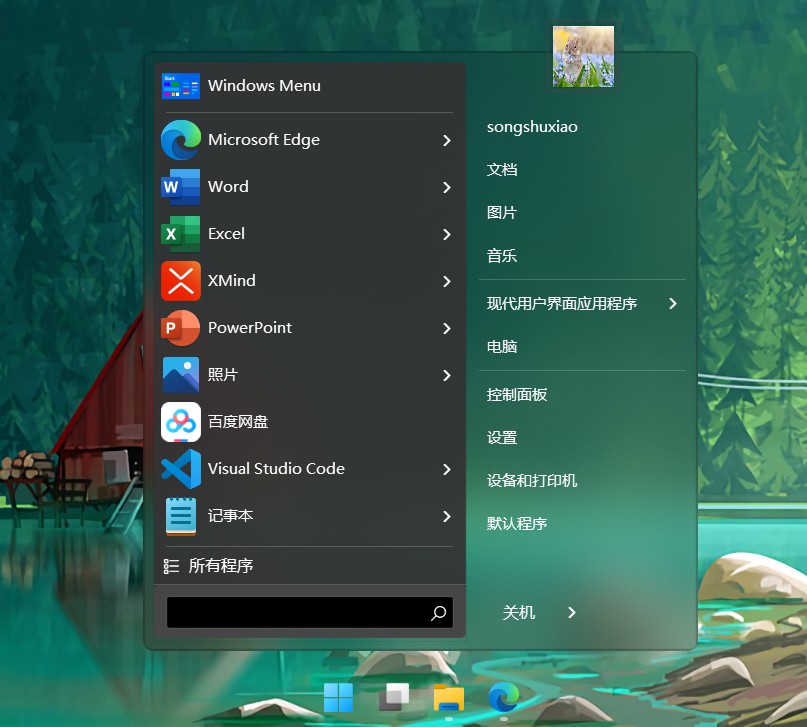 Windows Menu
Microsoft Edge
Word
Excel
XMind
PowerPoint
照片
百度网盘
Visual Studio Code
记事本
所有程序
songshuxiao
文档
图片
音乐
现代用户界面应用程序
电脑
控制面板
设置
设备和打印机
默认程序
关机